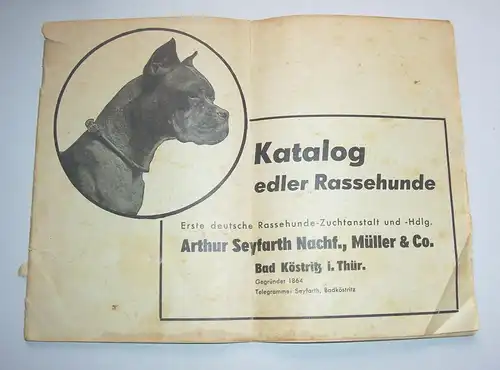 Katalog
edler Rassehunde
Erste deutsche Rassehunde-Zuchtanstalt und -Hdlg.
Arthur Seyfarth Nachf., Müller & Co.
Bad Köstritz i. Thür.
Gegründet 1864
Telegramme: Seyfarth, Badköstritz